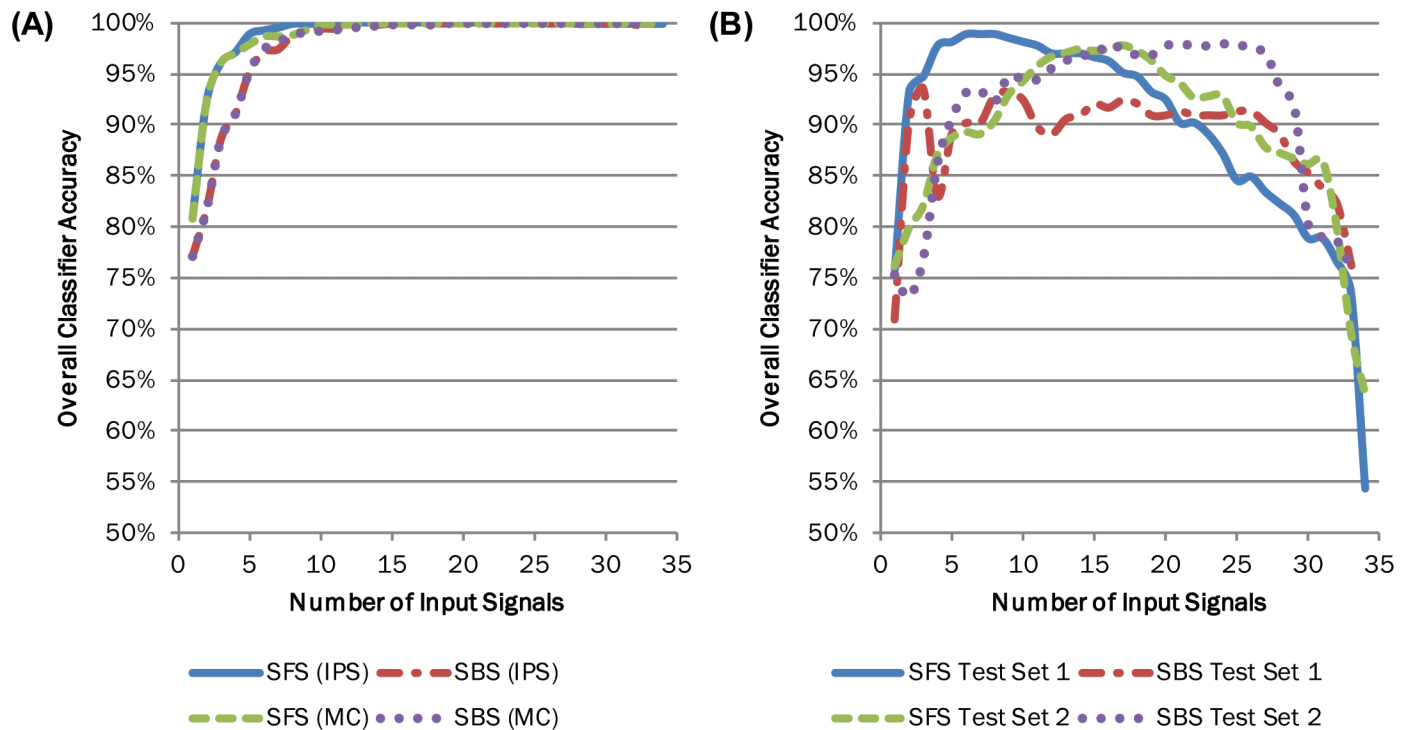 (A)
100%
95%
90%
85%
80%
75%
70%
65%
60%
55%
50%
Overall Classifier Accuracy
0 5 10 15 20 25 30 35
Number of Input Signals
SFS (IPS) SBS (IPS)
SFS (MC) SBS (MC)
(B)
100%
95%
90%
85%
80%
75%
70%
65%
60%
55%
50%
Overall Classifier Accuracy
0 5 10 15 20 25 30 35
Number of Input Signals
SFS Test Set 1 SBS Test Set 1
SFS Test Set 2 SBS Test Set 2